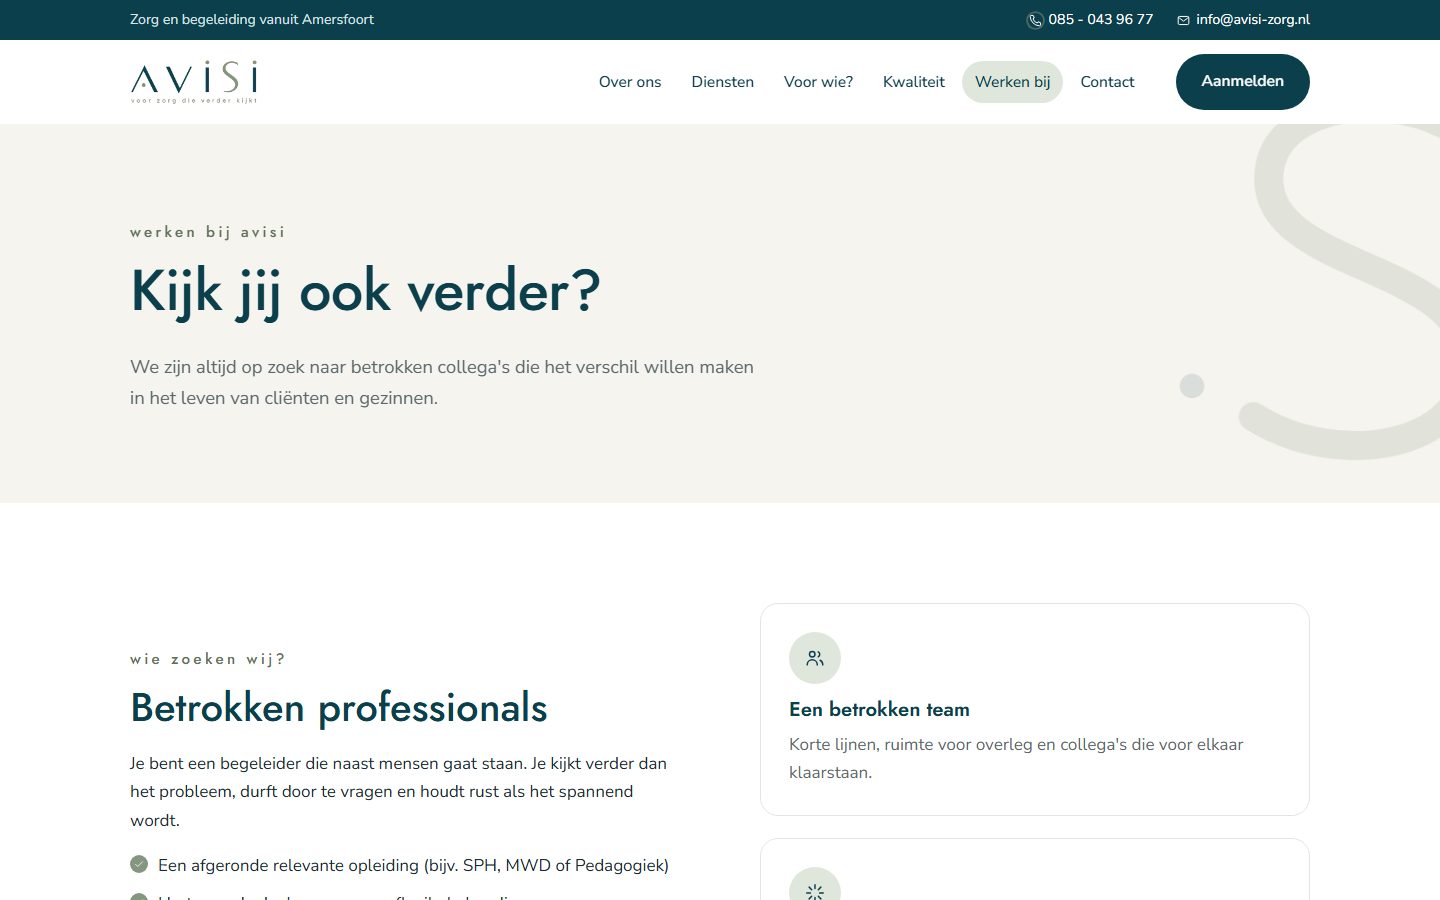 Zorg en begeleiding vanuit Amersfoort
085 - 043 96 77
info@avisi-zorg.nl
AViSi
voor zorg die verder kijkt
Over ons
Diensten
Voor wie?
Kwaliteit
Werken bij
Contact
Aanmelden
werken bij avisi
Kijk jij ook verder?
We zijn altijd op zoek naar betrokken collega's die het verschil willen maken
in het leven van cliënten en gezinnen.
wie zoeken wij?
Betrokken professionals
Je bent een begeleider die naast mensen gaat staan. Je kijkt verder dan
het probleem, durft door te vragen en houdt rust als het spannend
wordt.
Een afgeronde relevante opleiding (bijv. SPH, MWD of Pedagogiek)
Een betrokken team
Korte lijnen, ruimte voor overleg en collega's die voor elkaar
klaarstaan.